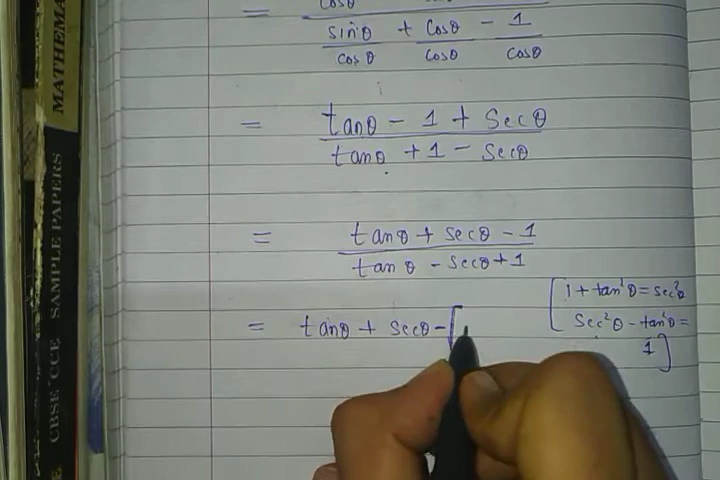 = cosθ
sinθ/cosθ + cosθ/cosθ - 1/cosθ
= tanθ - 1 + secθ
tanθ + 1 - secθ
= tanθ + secθ - 1
tanθ - secθ + 1
= tanθ + secθ - [
[1 + tan²θ = sec²θ
sec²θ - tan²θ =
1]
MATHEMA
CBSE CCE SAMPLE PAPERS